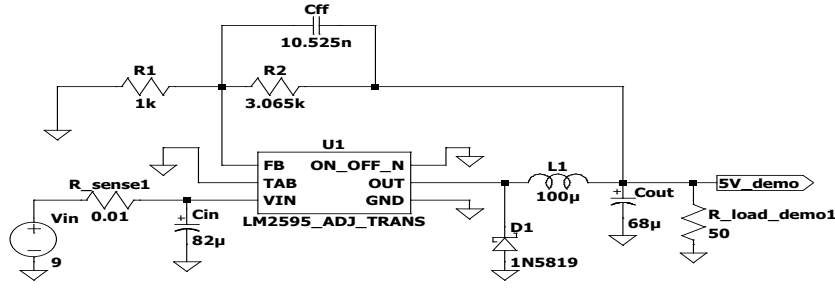 Cff
10.525n
R1
R2
1k
3.065k
U1
FB
ON_OFF_N
TAB
OUT
VIN
GND
LM2595_ADJ_TRANS
L1
100µ
5V_demo
R_sense1
0.01
Vin
9
Cin
82µ
D1
1N5819
Cout
68µ
R_load_demo1
50